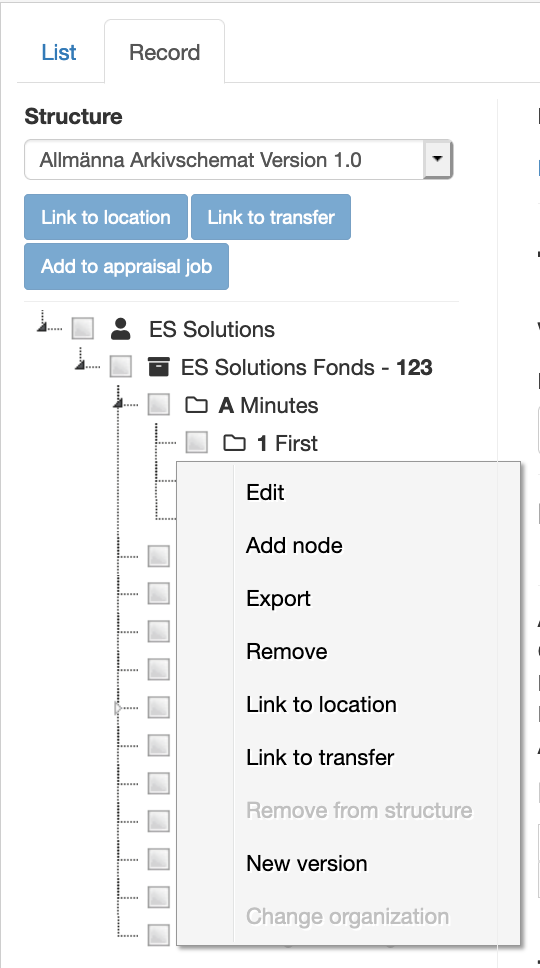 List
Record
Structure
Allmänna Arkivschemat Version 1.0
Link to location
Link to transfer
Add to appraisal job
ES Solutions
ES Solutions Fonds - 123
A Minutes
1 First
Edit
Add node
Export
Remove
Link to location
Link to transfer
Remove from structure
New version
Change organization